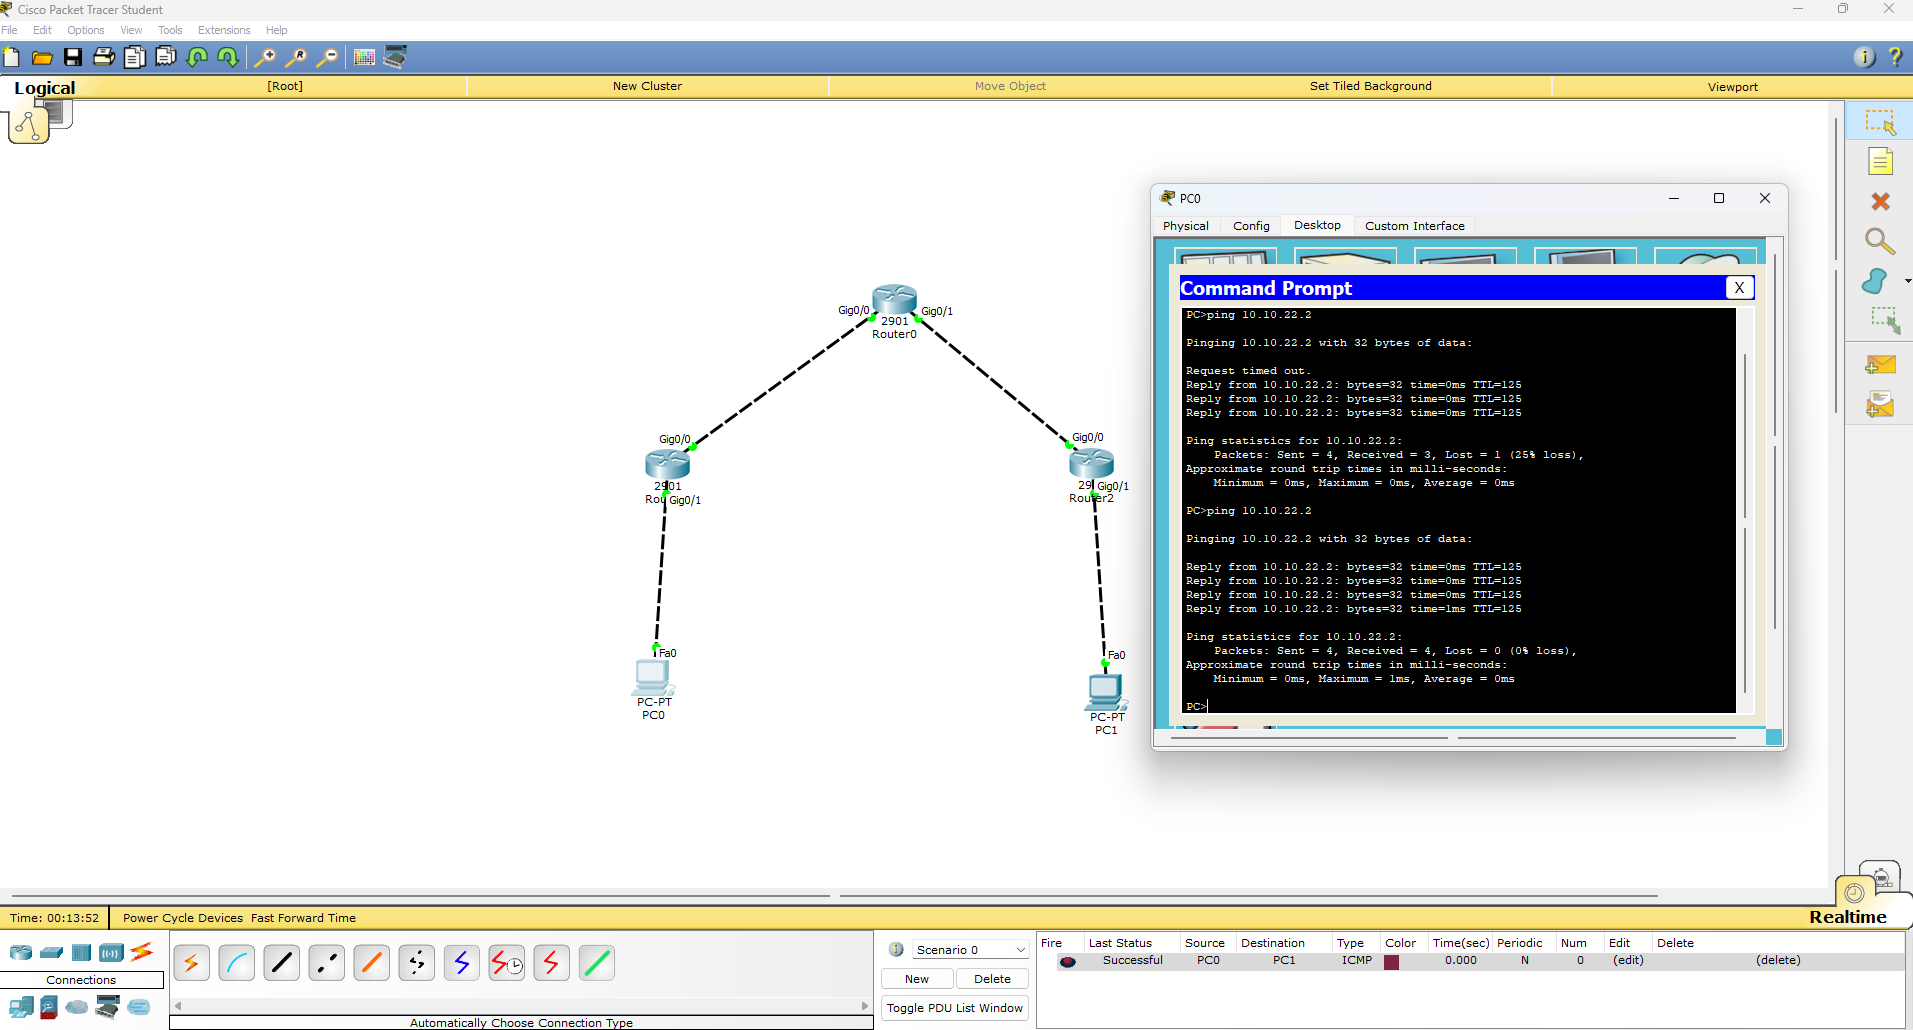 Cisco Packet Tracer Student
File Edit Options View Tools Extensions Help
Logical
[Root]
New Cluster
Move Object
Set Tiled Background
Viewport
Gig0/0
Gig0/1
2901
Router0
Gig0/0
2901
Rou
Gig0/1
Gig0/0
29
Gig0/1
Router2
Fa0
PC-PT
PC0
Fa0
PC-PT
PC1
PC0
Physical Config Desktop Custom Interface
Command Prompt
X
PC>ping 10.10.22.2
Pinging 10.10.22.2 with 32 bytes of data:
Request timed out.
Reply from 10.10.22.2: bytes=32 time=0ms TTL=125
Reply from 10.10.22.2: bytes=32 time=0ms TTL=125
Reply from 10.10.22.2: bytes=32 time=0ms TTL=125
Ping statistics for 10.10.22.2:
Packets: Sent = 4, Received = 3, Lost = 1 (25% loss),
Approximate round trip times in milli-seconds:
Minimum = 0ms, Maximum = 0ms, Average = 0ms
PC>ping 10.10.22.2
Pinging 10.10.22.2 with 32 bytes of data:
Reply from 10.10.22.2: bytes=32 time=0ms TTL=125
Reply from 10.10.22.2: bytes=32 time=0ms TTL=125
Reply from 10.10.22.2: bytes=32 time=0ms TTL=125
Reply from 10.10.22.2: bytes=32 time=1ms TTL=125
Ping statistics for 10.10.22.2:
Packets: Sent = 4, Received = 4, Lost = 0 (0% loss),
Approximate round trip times in milli-seconds:
Minimum = 0ms, Maximum = 1ms, Average = 0ms
PC>
Time: 00:13:52
Power Cycle Devices Fast Forward Time
Realtime
Connections
Automatically Choose Connection Type
Scenario 0
New
Delete
Toggle PDU List Window
Fire Last Status Source Destination Type Color Time(sec) Periodic Num Edit Delete
Successful PC0 PC1 ICMP 0.000 N 0 (edit) (delete)